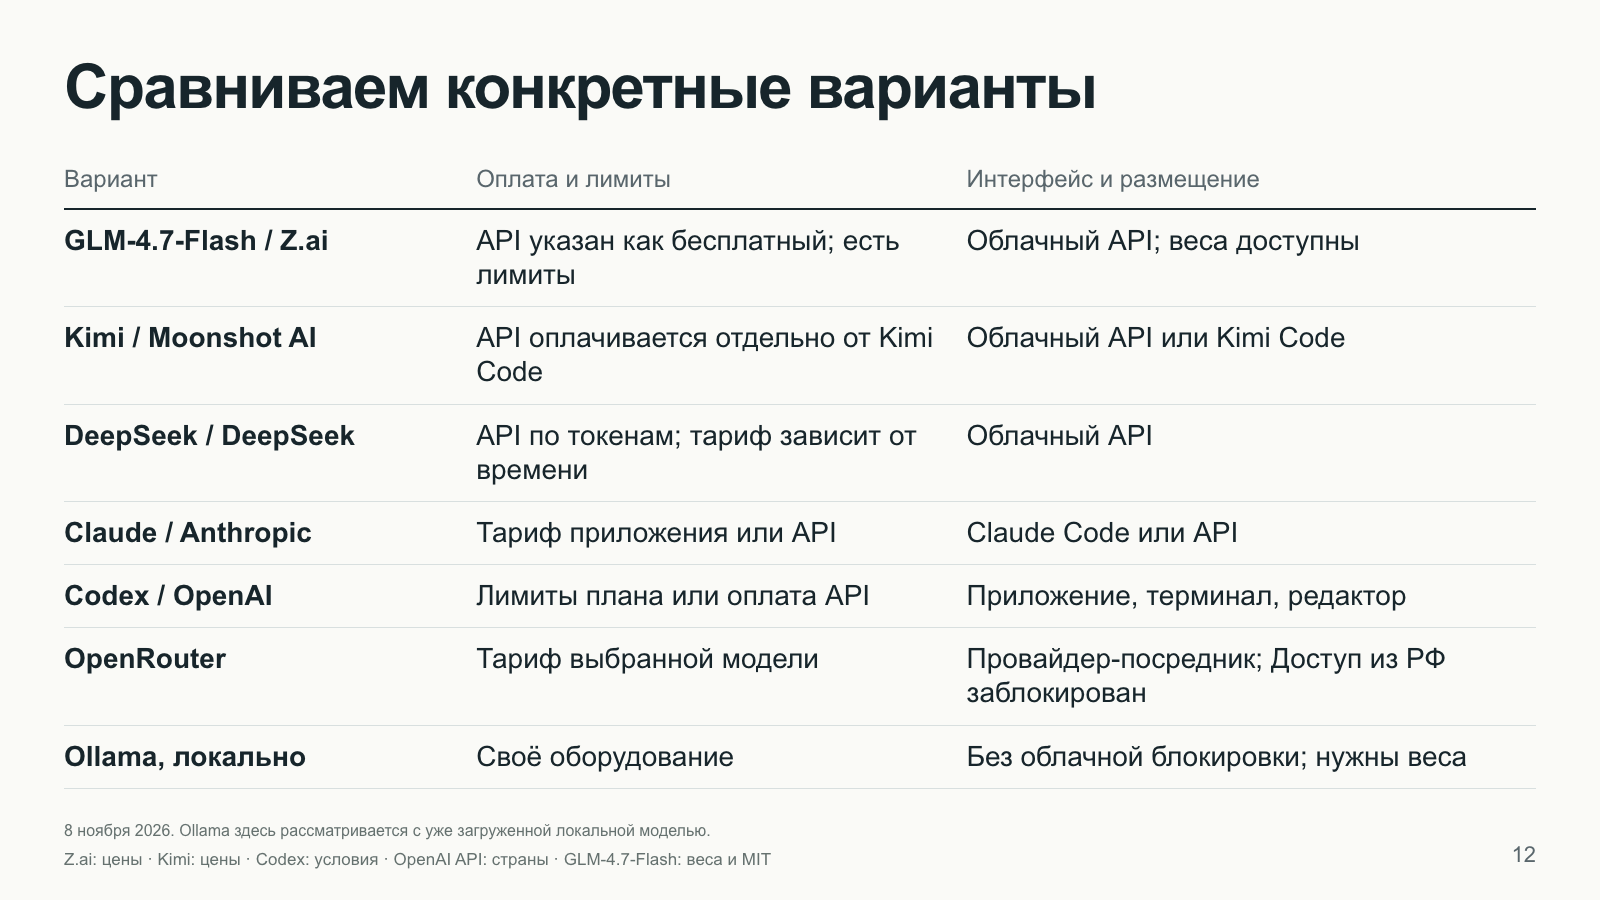 Сравниваем конкретные варианты
Вариант
Оплата и лимиты
Интерфейс и размещение
GLM-4.7-Flash / Z.ai
API указан как бесплатный; есть
лимиты
Облачный API; веса доступны
Kimi / Moonshot AI
API оплачивается отдельно от Kimi
Code
Облачный API или Kimi Code
DeepSeek / DeepSeek
API по токенам; тариф зависит от
времени
Облачный API
Claude / Anthropic
Тариф приложения или API
Claude Code или API
Codex / OpenAI
Лимиты плана или оплата API
Приложение, терминал, редактор
OpenRouter
Тариф выбранной модели
Провайдер-посредник; Доступ из РФ
заблокирован
Ollama, локально
Своё оборудование
Без облачной блокировки; нужны веса
8 ноября 2026. Ollama здесь рассматривается с уже загруженной локальной моделью.
Z.ai: цены · Kimi: цены · Codex: условия · OpenAI API: страны · GLM-4.7-Flash: веса и MIT
12